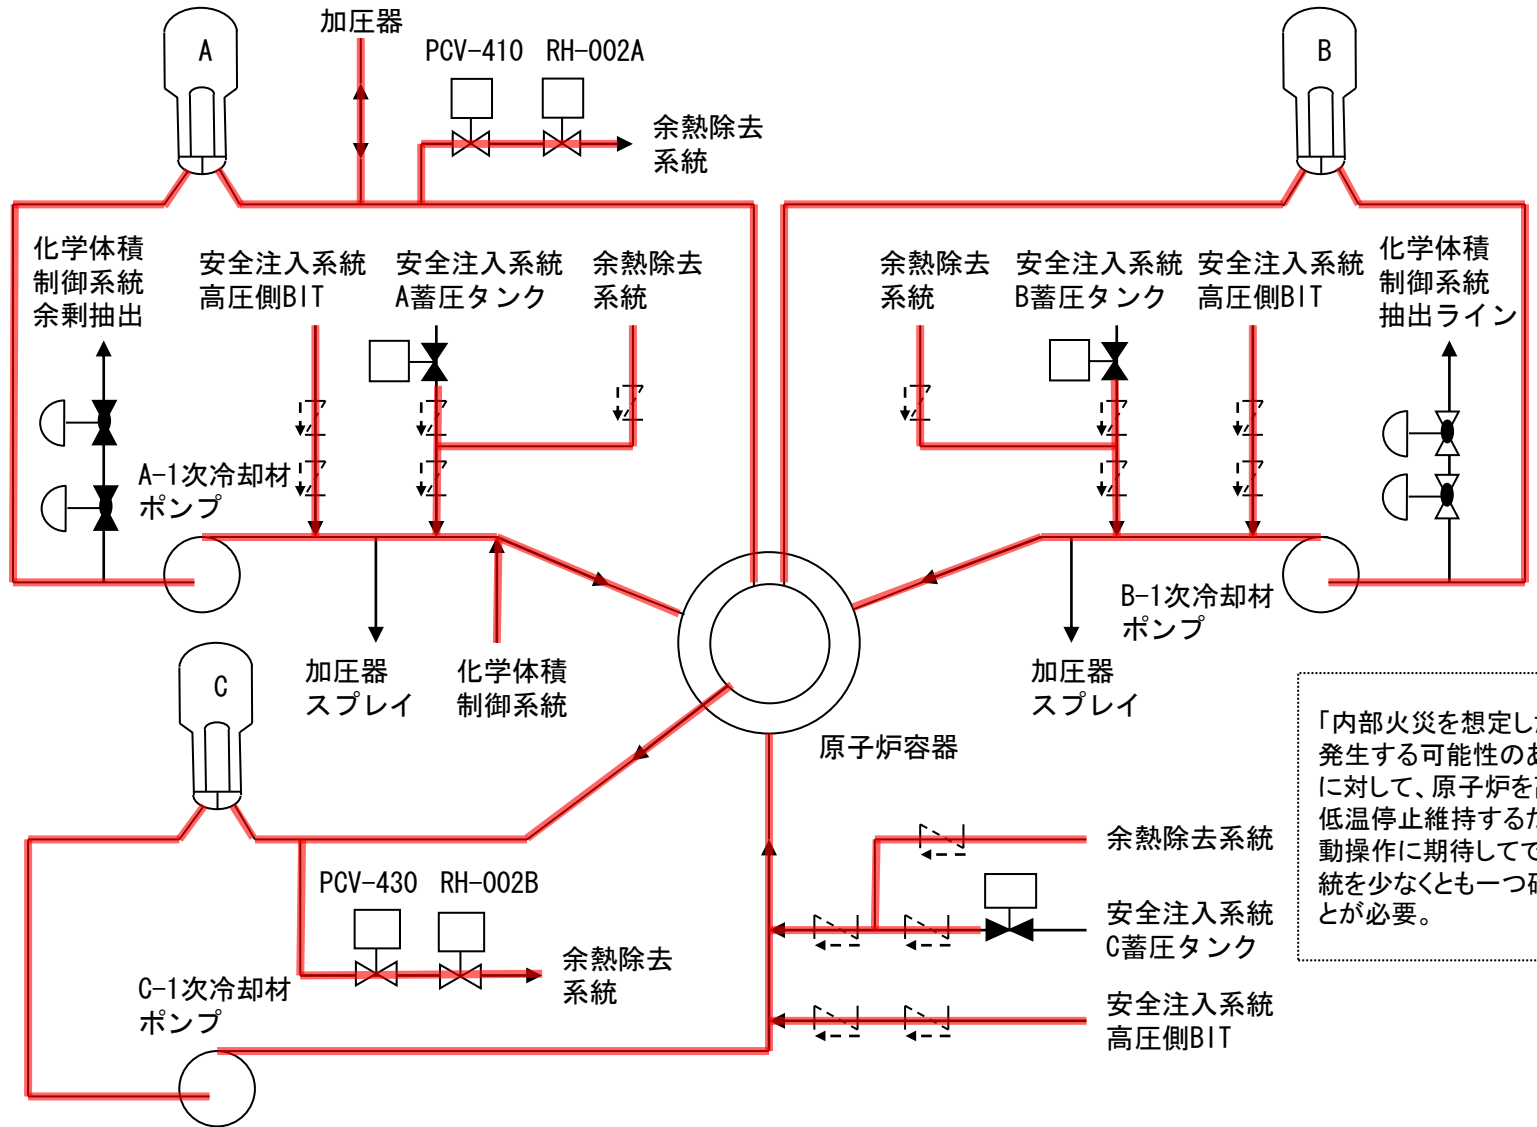 加圧器
A
PCV-410 RH-002A
B
余熱除去
系統
化学体積
制御系統
余剰抽出
安全注入系統
高圧側BIT
安全注入系統
A蓄圧タンク
余熱除去
系統
余熱除去
系統
安全注入系統
B蓄圧タンク
安全注入系統
高圧側BIT
化学体積
制御系統
抽出ライン
A-1次冷却材
ポンプ
B-1次冷却材
ポンプ
加圧器
スプレイ
化学体積
制御系統
加圧器
スプレイ
C
原子炉容器
「内部火災を想定し
発生する可能性の
に対して、原子炉を
低温停止維持する
動操作に期待してで
統を少なくとも一つ
とが必要。
余熱除去系統
PCV-430 RH-002B
安全注入系統
C蓄圧タンク
余熱除去
系統
C-1次冷却材
ポンプ
安全注入系統
高圧側BIT